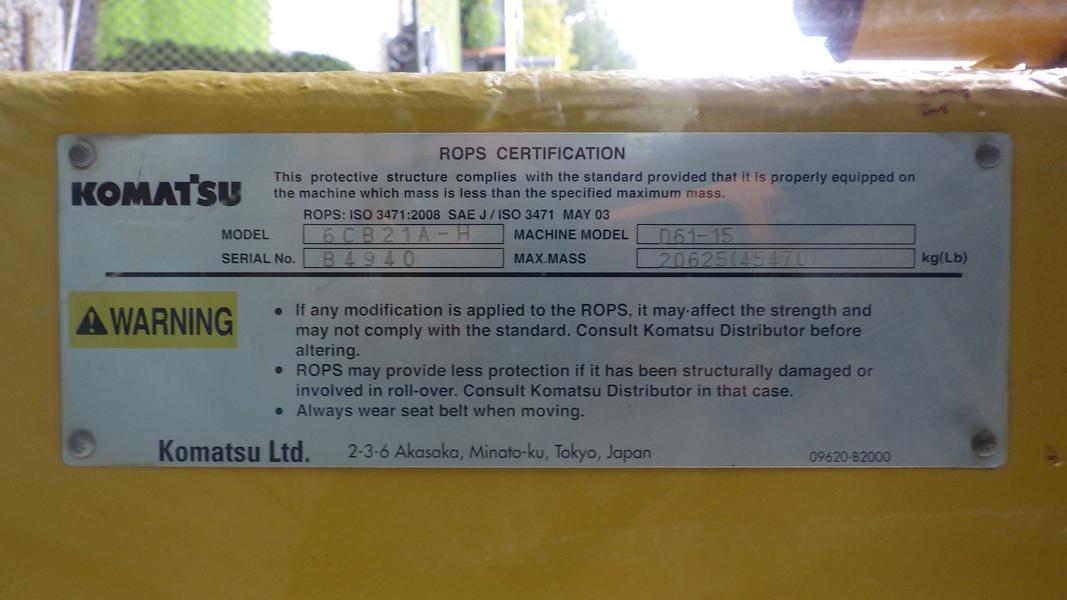 ROPS CERTIFICATION
KOMATSU
This protective structure complies with the standard provided that it is properly equipped on
the machine which mass is less than the specified maximum mass.
ROPS: ISO 3471:2008 SAE J / ISO 3471 MAY 03
MODEL 6CB21A-H MACHINE MODEL D61-15
SERIAL No. B4940 MAX.MASS 20625(45470) kg(Lb)
WARNING
• If any modification is applied to the ROPS, it may affect the strength and
may not comply with the standard. Consult Komatsu Distributor before
altering.
• ROPS may provide less protection if it has been structurally damaged or
involved in roll-over. Consult Komatsu Distributor in that case.
• Always wear seat belt when moving.
Komatsu Ltd. 2-3-6 Akasaka, Minato-ku, Tokyo, Japan 09620-B2000